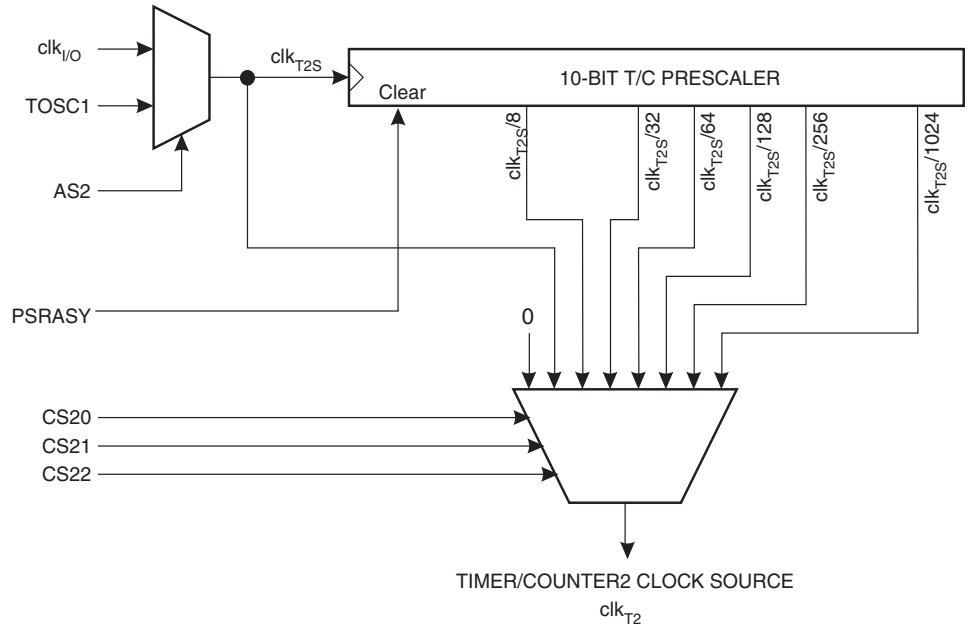 clkI/O
TOSC1
AS2
PSRASY
clkT2S
10-BIT T/C PRESCALER
Clear
clkT2S/8
clkT2S/32
clkT2S/64
clkT2S/128
clkT2S/256
clkT2S/1024
0
CS20
CS21
CS22
TIMER/COUNTER2 CLOCK SOURCE
clkT2